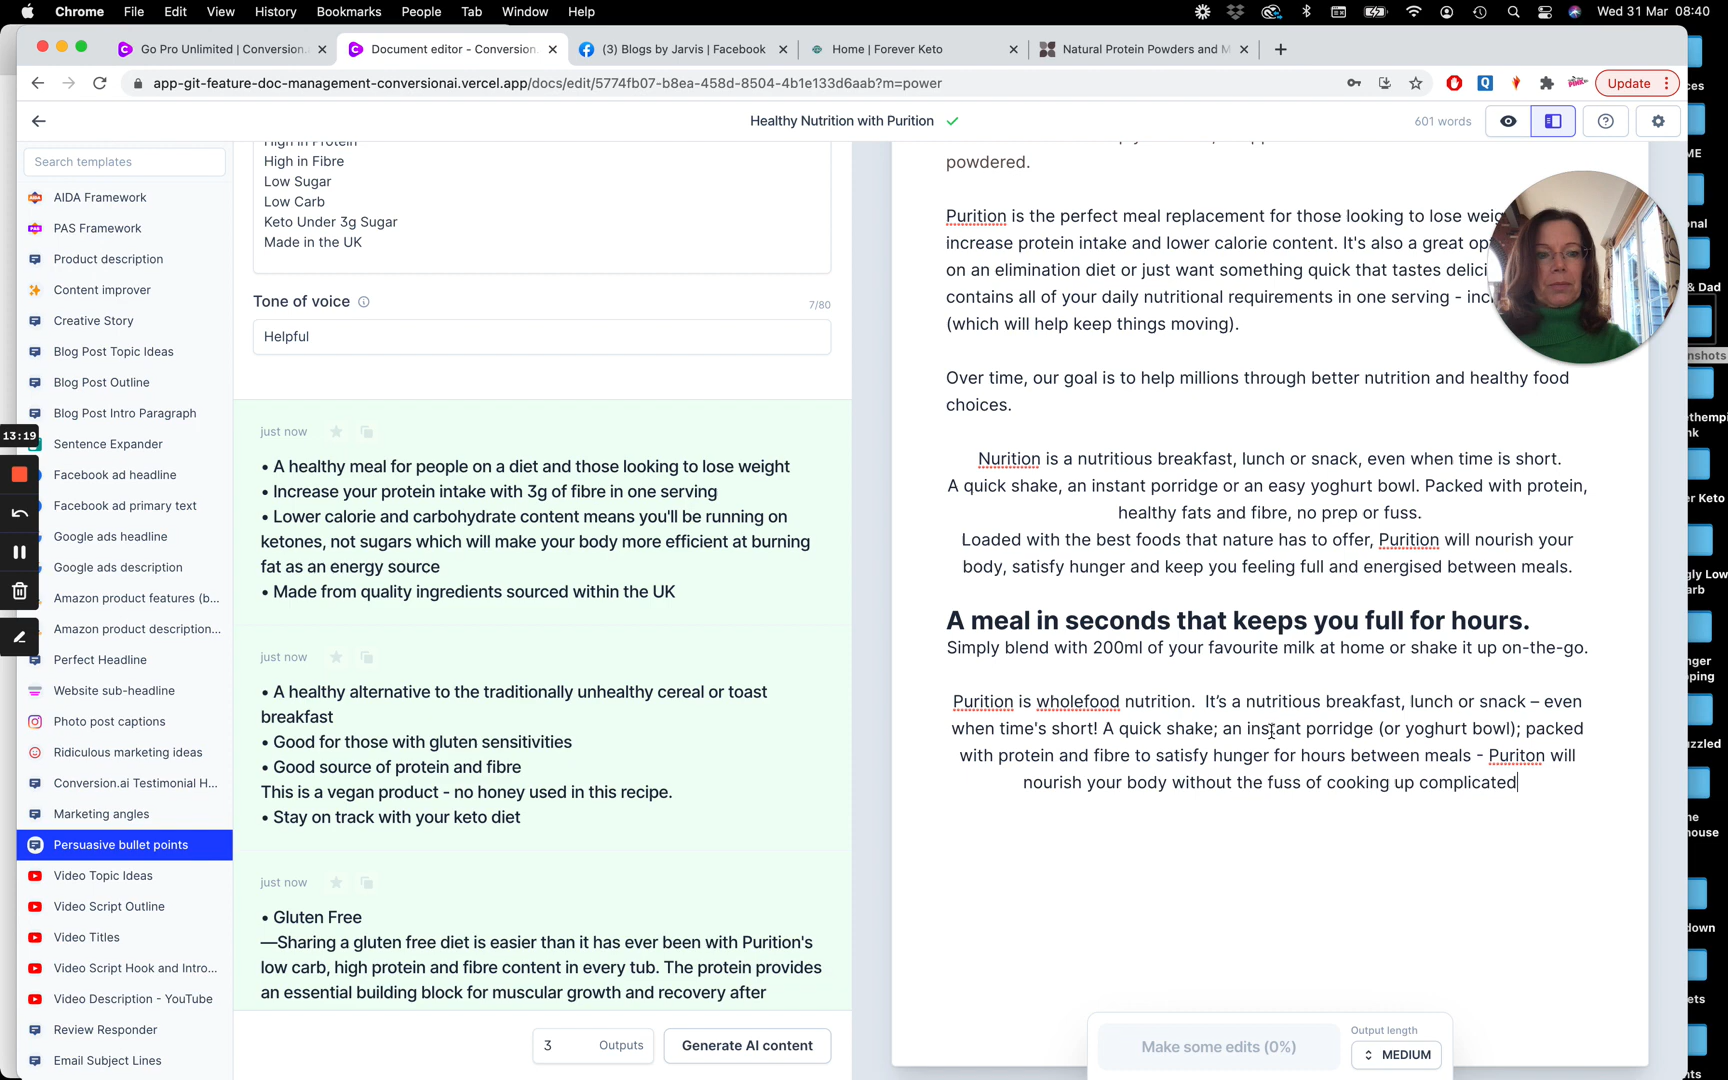 Chrome File Edit View History Bookmarks People Tab Window Help Wed 31 Mar 08:40
Go Pro Unlimited | Conversion. Document editor - Conversion. (3) Blogs by Jarvis | Facebook Home | Forever Keto Natural Protein Powders and M
app-git-feature-doc-management-conversionai.vercel.app/docs/edit/5774fb07-b8ea-458d-8504-4b1e133d6aab?m=power Update
Healthy Nutrition with Purition 601 words
Search templates
AIDA Framework
PAS Framework
Product description
Content improver
Creative Story
Blog Post Topic Ideas
Blog Post Outline
Blog Post Intro Paragraph
Sentence Expander
Facebook ad headline
Facebook ad primary text
Google ads headline
Google ads description
Amazon product features (b...
Amazon product description...
Perfect Headline
Website sub-headline
Photo post captions
Ridiculous marketing ideas
Conversion.ai Testimonial H...
Marketing angles
Persuasive bullet points
Video Topic Ideas
Video Script Outline
Video Titles
Video Script Hook and Intro...
Video Description - YouTube
Review Responder
Email Subject Lines
13:19
High in Protein
High in Fibre
Low Sugar
Low Carb
Keto Under 3g Sugar
Made in the UK
Tone of voice 7/80
Helpful
just now
• A healthy meal for people on a diet and those looking to lose weight
• Increase your protein intake with 3g of fibre in one serving
• Lower calorie and carbohydrate content means you'll be running on
ketones, not sugars which will make your body more efficient at burning
fat as an energy source
• Made from quality ingredients sourced within the UK
just now
• A healthy alternative to the traditionally unhealthy cereal or toast
breakfast
• Good for those with gluten sensitivities
• Good source of protein and fibre
This is a vegan product - no honey used in this recipe.
• Stay on track with your keto diet
just now
• Gluten Free
—Sharing a gluten free diet is easier than it has ever been with Purition's
low carb, high protein and fibre content in every tub. The protein provides
an essential building block for muscular growth and recovery after
3 Outputs Generate AI content
powdered.
Purition is the perfect meal replacement for those looking to lose
increase protein intake and lower calorie content. It's also a great
on an elimination diet or just want something quick that tastes
contains all of your daily nutritional requirements in one serving -
(which will help keep things moving).
Over time, our goal is to help millions through better nutrition and healthy food
choices.
Nurition is a nutritious breakfast, lunch or snack, even when time is short.
A quick shake, an instant porridge or an easy yoghurt bowl. Packed with protein,
healthy fats and fibre, no prep or fuss.
Loaded with the best foods that nature has to offer, Purition will nourish your
body, satisfy hunger and keep you feeling full and energised between meals.
A meal in seconds that keeps you full for hours.
Simply blend with 200ml of your favourite milk at home or shake it up on-the-go.
Purition is wholefood nutrition. It's a nutritious breakfast, lunch or snack – even
when time's short! A quick shake; an instant porridge (or yoghurt bowl); packed
with protein and fibre to satisfy hunger for hours between meals - Puriton will
nourish your body without the fuss of cooking up complicated
Make some edits (0%) Output length
MEDIUM
& Dad